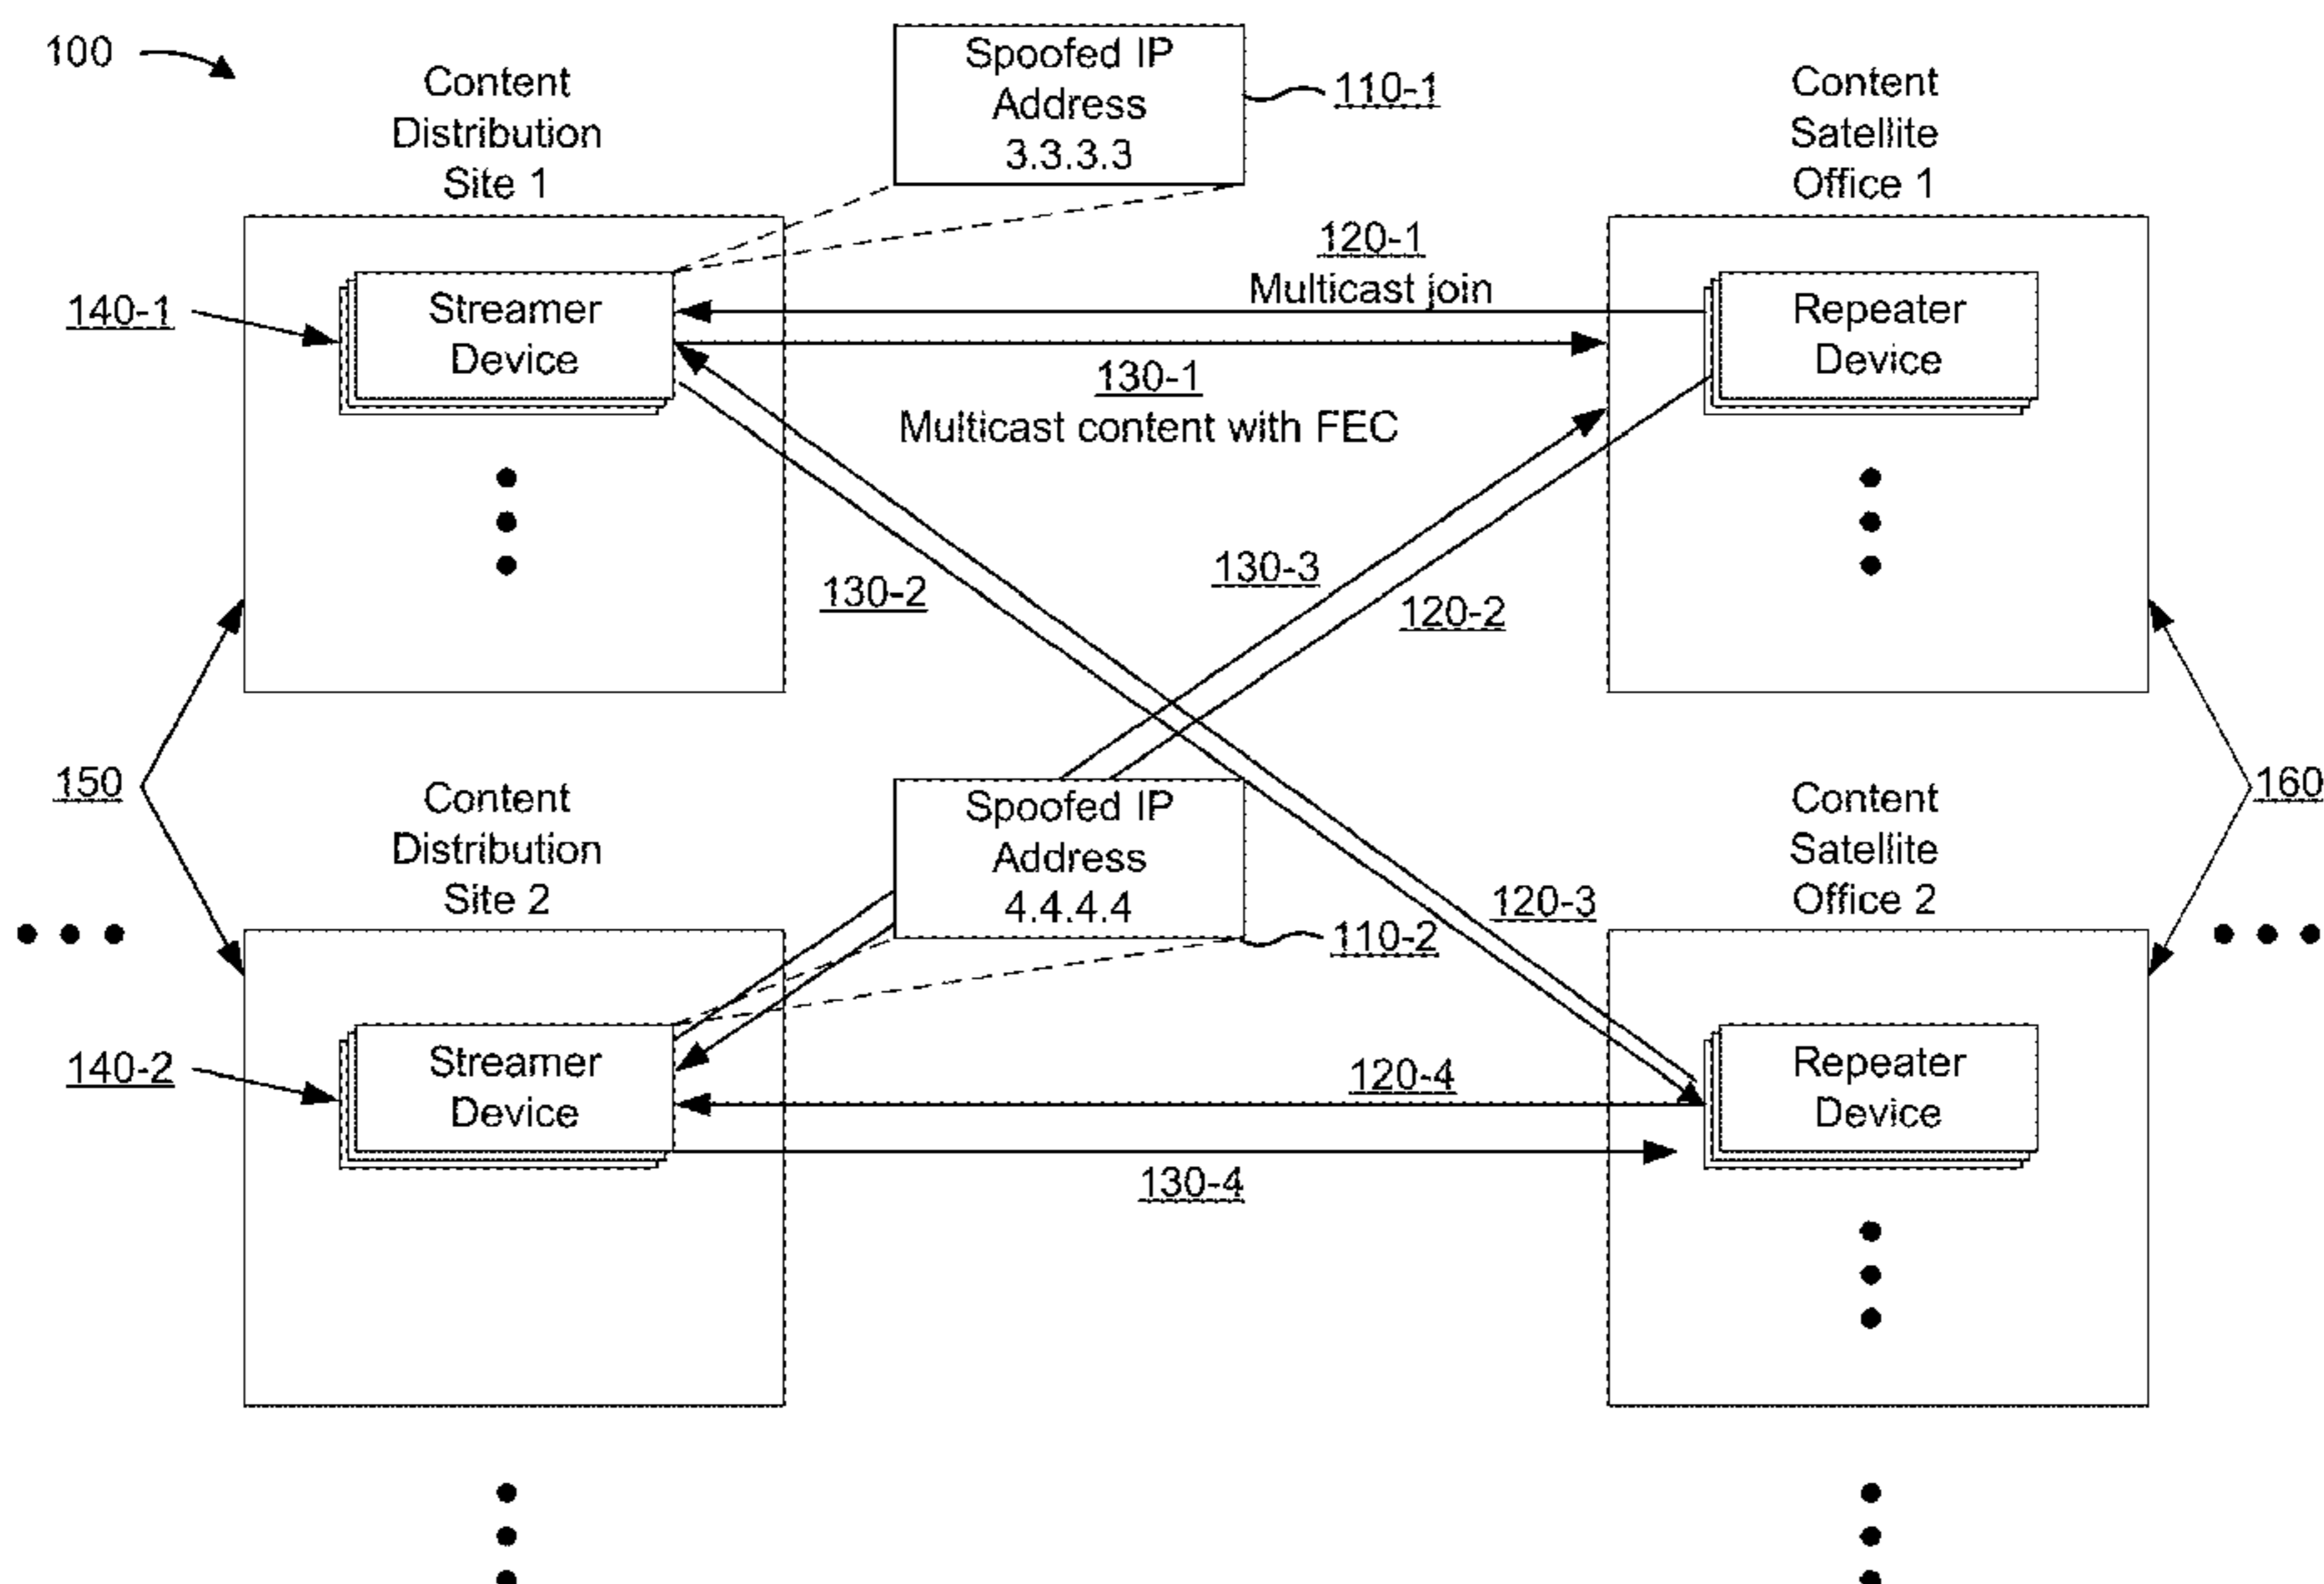 100
Content
Distribution
Site 1
Spoofed IP
Address
3.3.3.3
110-1
Content
Satellite
Office 1
140-1
Streamer
Device
120-1
Multicast join
130-1
Multicast content with FEC
Repeater
Device
130-2
130-3
120-2
150
Content
Distribution
Site 2
Spoofed IP
Address
4.4.4.4
110-2
120-3
Content
Satellite
Office 2
160
140-2
Streamer
Device
120-4
130-4
Repeater
Device